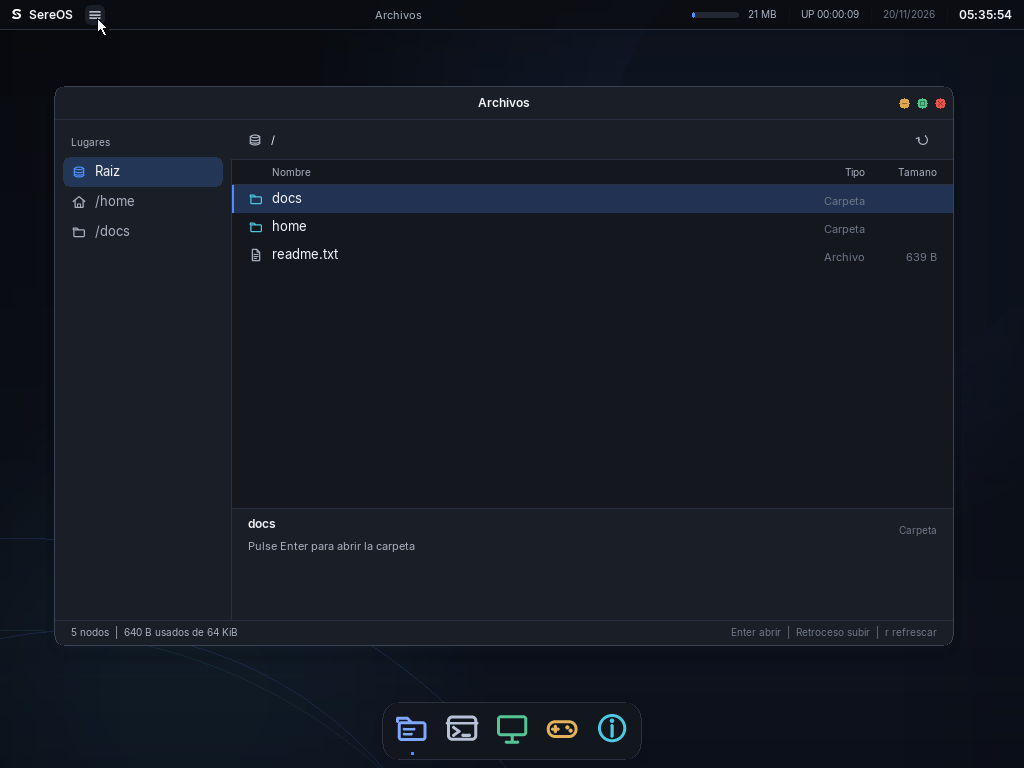 SereOS Archivos 21 MB UP 00:00:09 20/11/2026 05:35:54
Archivos
Lugares
Raiz
/home
/docs
/
Nombre Tipo Tamano
docs Carpeta
home Carpeta
readme.txt Archivo 639 B
docs Carpeta
Pulse Enter para abrir la carpeta
5 nodos | 640 B usados de 64 KiB Enter abrir | Retroceso subir | r refrescar